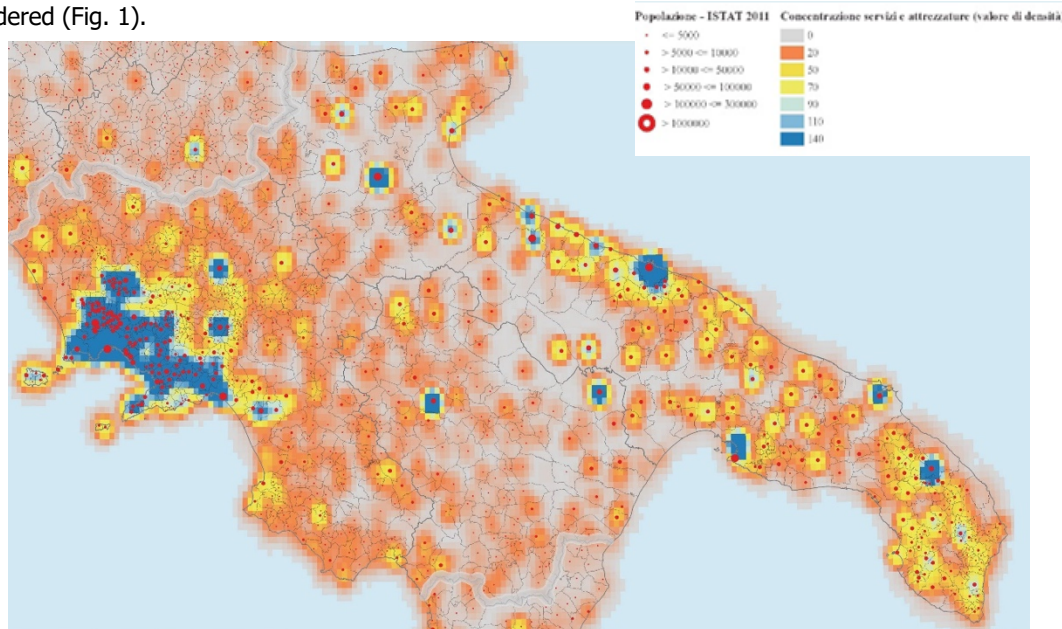 dered (Fig. 1).
Popolazione - ISTAT 2011 Concentrazione servizi e attrezzature (valore di densità)
<= 5000 0
> 5000 <= 10000 20
> 10000 <= 50000 50
> 50000 <= 100000 70
> 100000 <= 300000 90
> 1000000 110
140